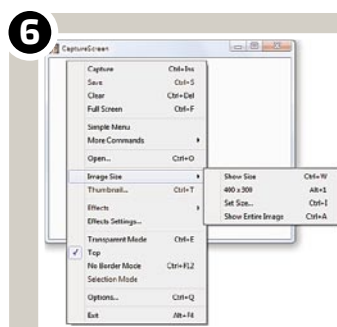 6
CaptureScreen
Capture Ctrl+Ins
Save Ctrl+S
Clear Ctrl+Del
Full Screen Ctrl+F
Simple Menu
More Commands
Open... Ctrl+O
Image Size
Thumbnail... Ctrl+T
Effects
Effects Settings...
Transparent Mode Ctrl+E
Top
No Border Mode Ctrl+F12
Selection Mode
Options... Ctrl+Q
Exit Alt+F4
Show Size Ctrl+W
400 x 300 Alt+1
Set Size... Ctrl+I
Show Entire Image Ctrl+A